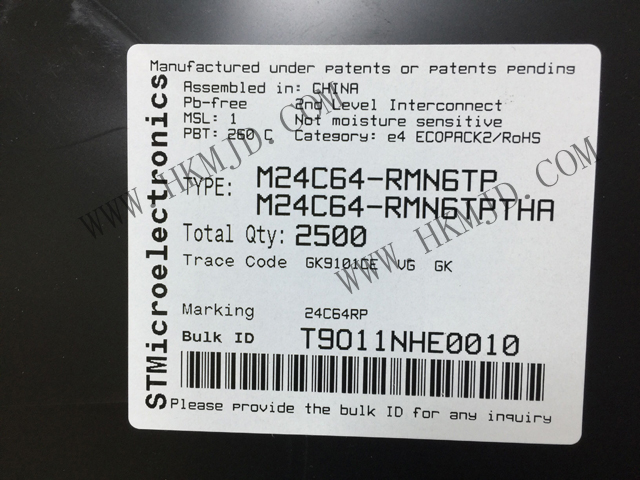 Manufactured under patents or patents pending
Assembled in: CHINA
Pb-free 2nd Level Interconnect
MSL: 1 Not moisture sensitive
PBT: 260 C Category: e4 ECOPACK2/RoHS
TYPE: M24C64-RMN6TP
M24C64-RMN6TPTHA
Total Qty: 2500
Trace Code GK9101CE VG GK
Marking 24C64RP
Bulk ID T9011NHE0010
Please provide the bulk ID for any inquiry
STMicroelectronics
WWW.HKMJD.COM
WWW.HKMJD.COM